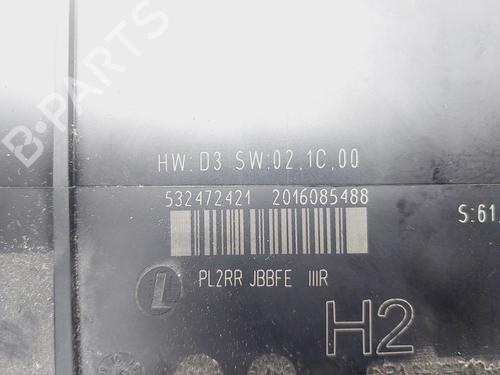 B-PARTS
HW: D3 SW:02.1C.00
532472421 2016085488
S:61
L
PL2RR JBBFE IIIR
H2